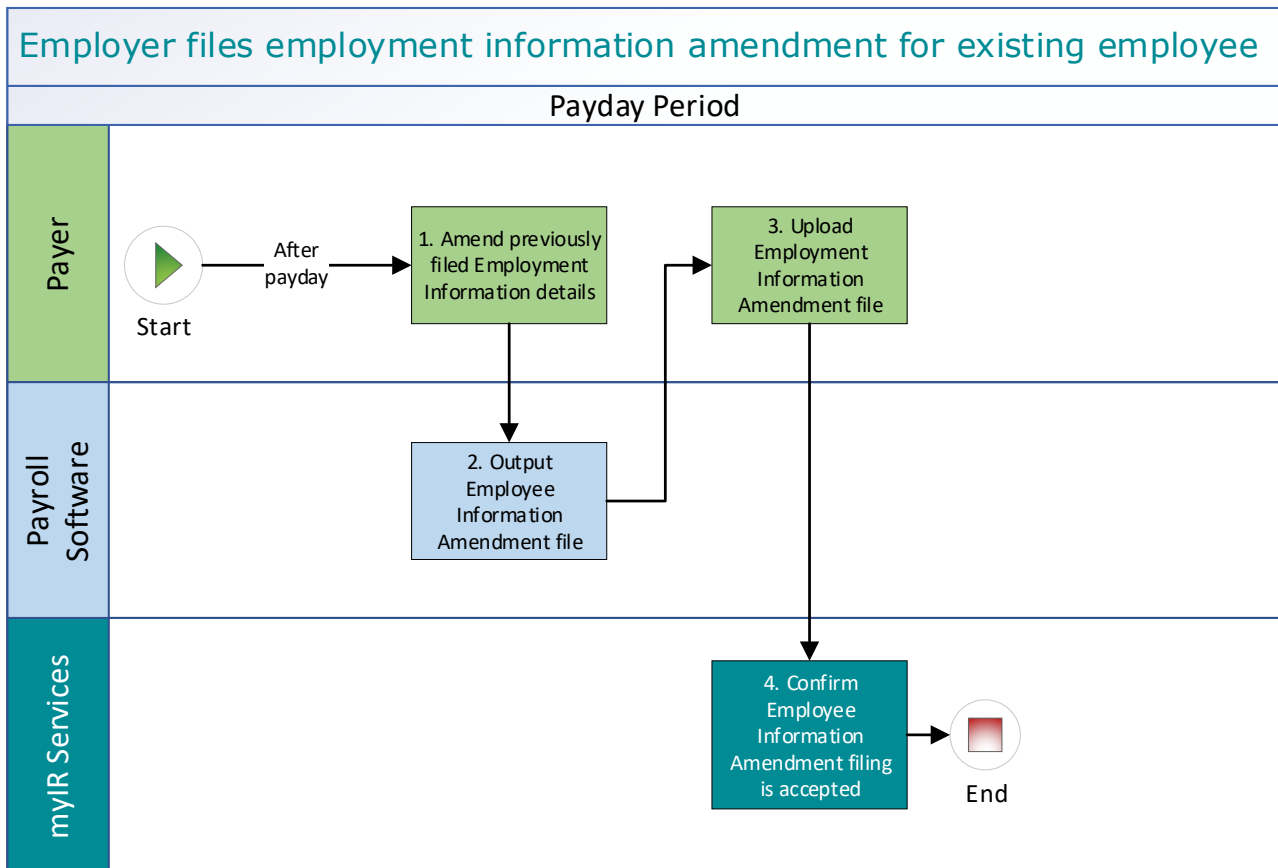 Employer files employment information amendment for existing employee
Payday Period
Payer
Start
After
payday
1. Amend previously
filed Employment
Information details
3. Upload
Employment
Information
Amendment file
Payroll
Software
2. Output
Employee
Information
Amendment file
myIR Services
4. Confirm
Employee
Information
Amendment filing
is accepted
End